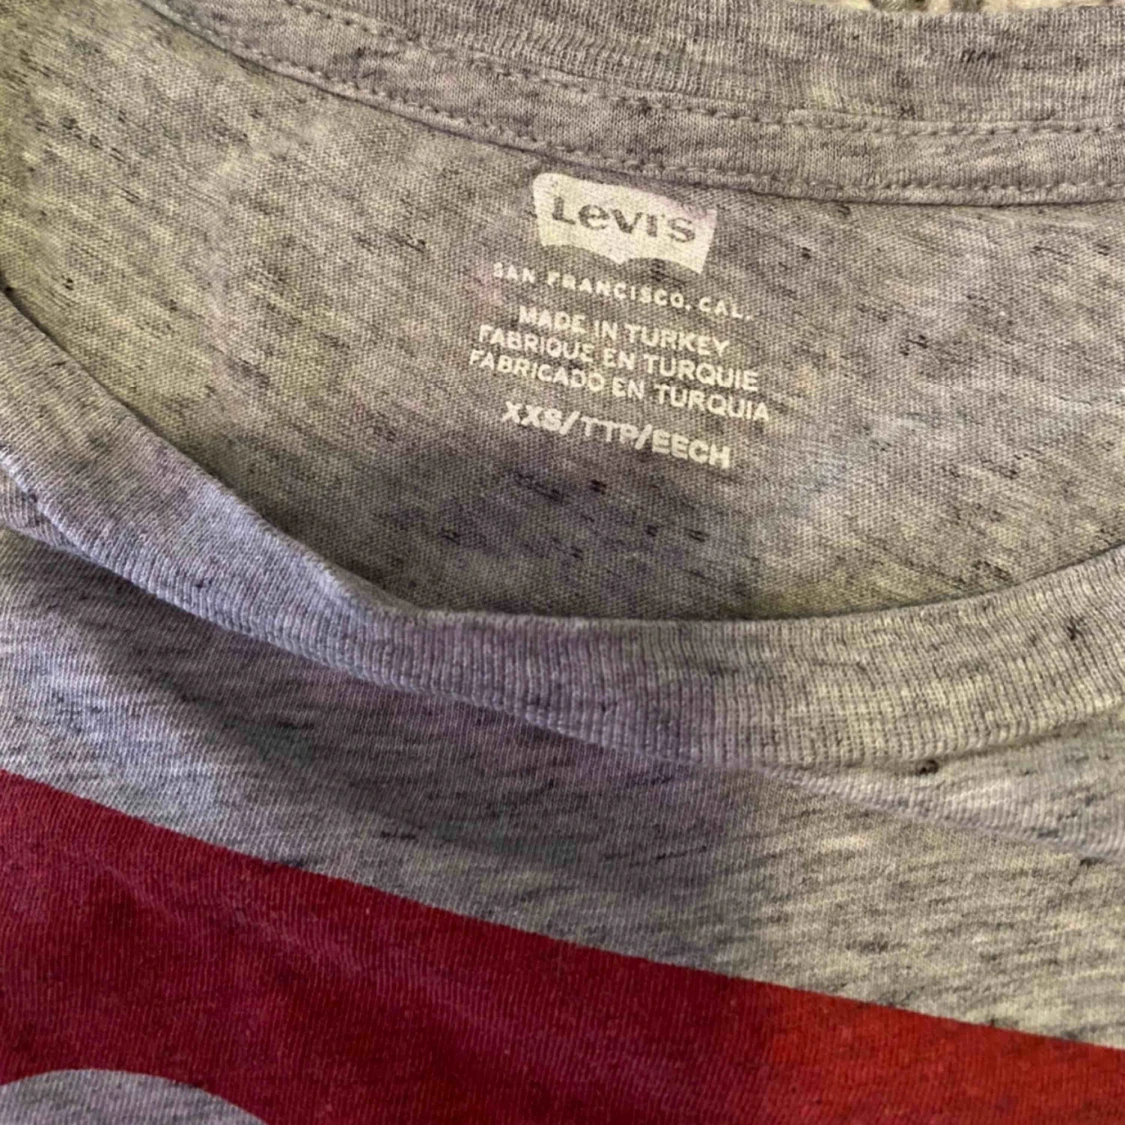 Levi's
SAN FRANCISCO, CAL.
MADE IN TURKEY
FABRIQUE EN TURQUIE
FABRICADO EN TURQUIA
XXS/TTP/EECH